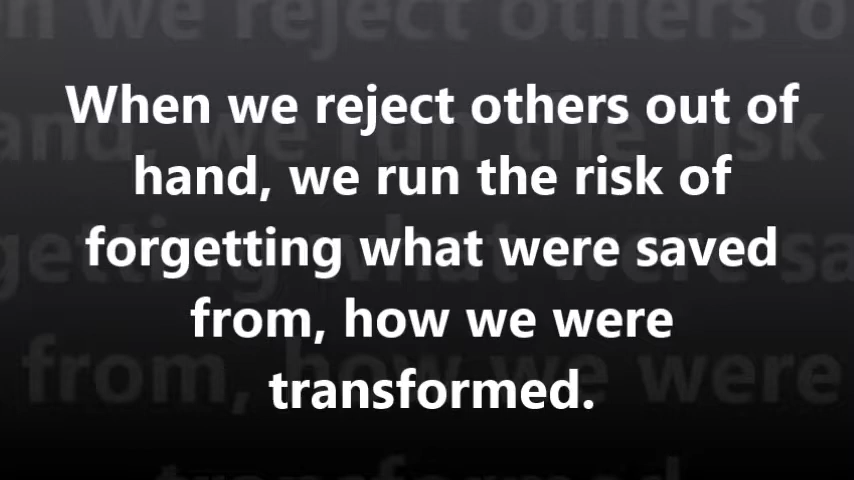 When we reject others out of
hand, we run the risk of
forgetting what were saved
from, how we were
transformed.